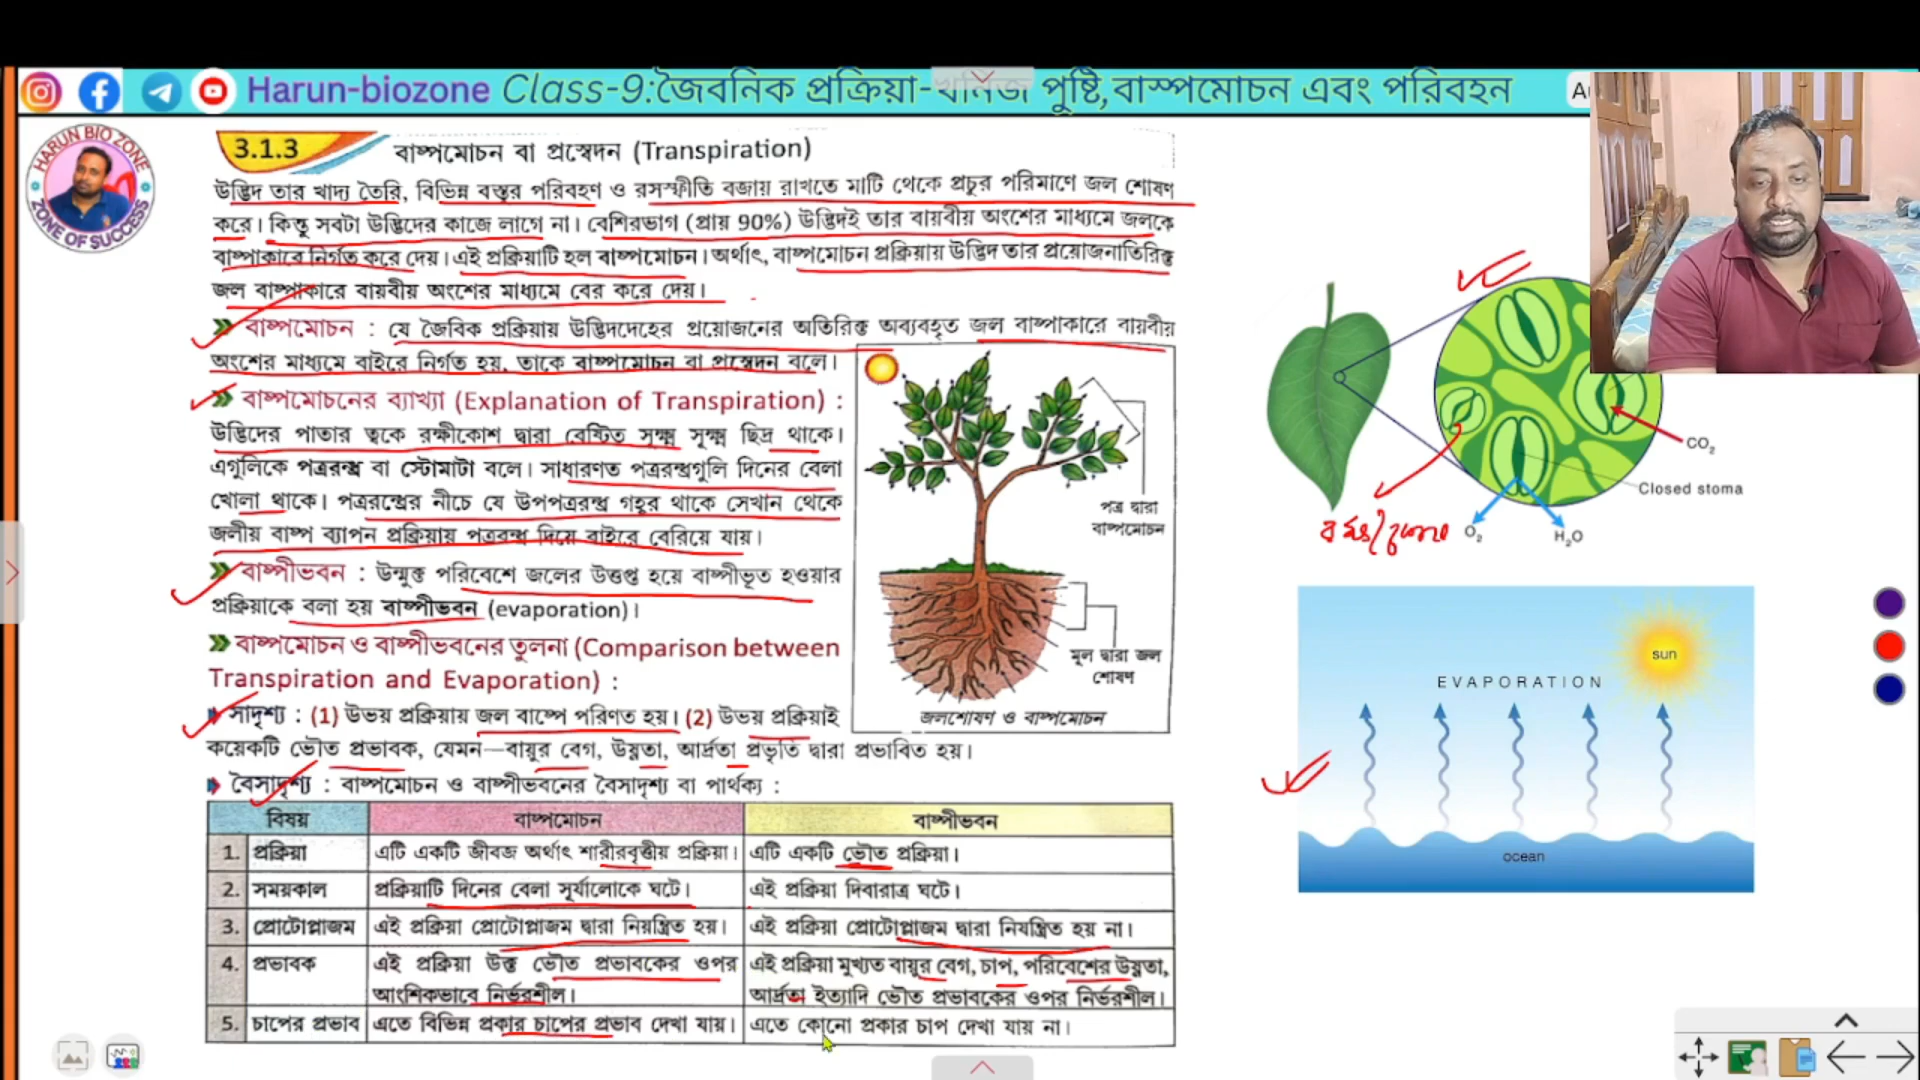 Harun-biozone Class-9:জৈবনিক প্রক্রিয়া-খনিজ পুষ্টি,বাস্পমোচন এবং পরিবহন
HARUN BIO ZONE
ZONE OF SUCCESS
3.1.3 বাষ্পমোচন বা প্রস্বেদন (Transpiration)
উদ্ভিদ তার খাদ্য তৈরি, বিভিন্ন বস্তুর পরিবহণ ও রসস্ফীতি বজায় রাখতে মাটি থেকে প্রচুর পরিমাণে জল শোষণ
করে। কিন্তু সবটা উদ্ভিদের কাজে লাগে না। বেশিরভাগ (প্রায় 90%) উদ্ভিদই তার বায়বীয় অংশের মাধ্যমে জলকে
বাষ্পাকারে নির্গত করে দেয়। এই প্রক্রিয়াটি হল বাষ্পমোচন। অর্থাৎ, বাষ্পমোচন প্রক্রিয়ায় উদ্ভিদ তার প্রয়োজনাতিরিক্ত
জল বাষ্পাকারে বায়বীয় অংশের মাধ্যমে বের করে দেয়।
বাষ্পমোচন : যে জৈবিক প্রক্রিয়ায় উদ্ভিদদেহের প্রয়োজনের অতিরিক্ত অব্যবহৃত জল বাষ্পাকারে বায়বীয়
অংশের মাধ্যমে বাইরে নির্গত হয়, তাকে বাষ্পমোচন বা প্রস্বেদন বলে।
বাষ্পমোচনের ব্যাখ্যা (Explanation of Transpiration) :
উদ্ভিদের পাতার ত্বকে রক্ষীকোশ দ্বারা বেষ্টিত সূক্ষ্ম সূক্ষ্ম ছিদ্র থাকে।
এগুলিকে পত্ররন্ধ্র বা স্টোমাটা বলে। সাধারণত পত্ররন্ধ্রগুলি দিনের বেলা
খোলা থাকে। পত্ররন্ধ্রের নীচে যে উপপত্ররন্ধ্র গহ্বর থাকে সেখান থেকে
জলীয় বাষ্প ব্যাপন প্রক্রিয়ায় পত্ররন্ধ্র দিয়ে বাইরে বেরিয়ে যায়।
বাষ্পীভবন : উন্মুক্ত পরিবেশে জলের উত্তপ্ত হয়ে বাষ্পীভূত হওয়ার
প্রক্রিয়াকে বলা হয় বাষ্পীভবন (evaporation)।
বাষ্পমোচন ও বাষ্পীভবনের তুলনা (Comparison between
Transpiration and Evaporation) :
সাদৃশ্য : (1) উভয় প্রক্রিয়ায় জল বাষ্পে পরিণত হয়। (2) উভয় প্রক্রিয়াই
কয়েকটি ভৌত প্রভাবক, যেমন—বায়ুর বেগ, উষ্ণতা, আর্দ্রতা প্রভৃতি দ্বারা প্রভাবিত হয়।
বৈসাদৃশ্য : বাষ্পমোচন ও বাষ্পীভবনের বৈসাদৃশ্য বা পার্থক্য :
বিষয় বাষ্পমোচন বাষ্পীভবন
1. প্রক্রিয়া এটি একটি জীবজ অর্থাৎ শারীরবৃত্তীয় প্রক্রিয়া। এটি একটি ভৌত প্রক্রিয়া।
2. সময়কাল প্রক্রিয়াটি দিনের বেলা সূর্যালোকে ঘটে। এই প্রক্রিয়া দিবারাত্র ঘটে।
3. প্রোটোপ্লাজম এই প্রক্রিয়া প্রোটোপ্লাজম দ্বারা নিয়ন্ত্রিত হয়। এই প্রক্রিয়া প্রোটোপ্লাজম দ্বারা নিয়ন্ত্রিত হয় না।
4. প্রভাবক এই প্রক্রিয়া উক্ত ভৌত প্রভাবকের ওপর এই প্রক্রিয়া মুখ্যত বায়ুর বেগ, চাপ, পরিবেশের উষ্ণতা,
আংশিকভাবে নির্ভরশীল। আর্দ্রতা ইত্যাদি ভৌত প্রভাবকের ওপর নির্ভরশীল।
5. চাপের প্রভাব এতে বিভিন্ন প্রকার চাপের প্রভাব দেখা যায়। এতে কোনো প্রকার চাপ দেখা যায় না।
পত্র দ্বারা
বাষ্পমোচন
মূল দ্বারা জল
শোষণ
জলশোষণ ও বাষ্পমোচন
CO2
Closed stoma
O2
H2O
sun
EVAPORATION
ocean